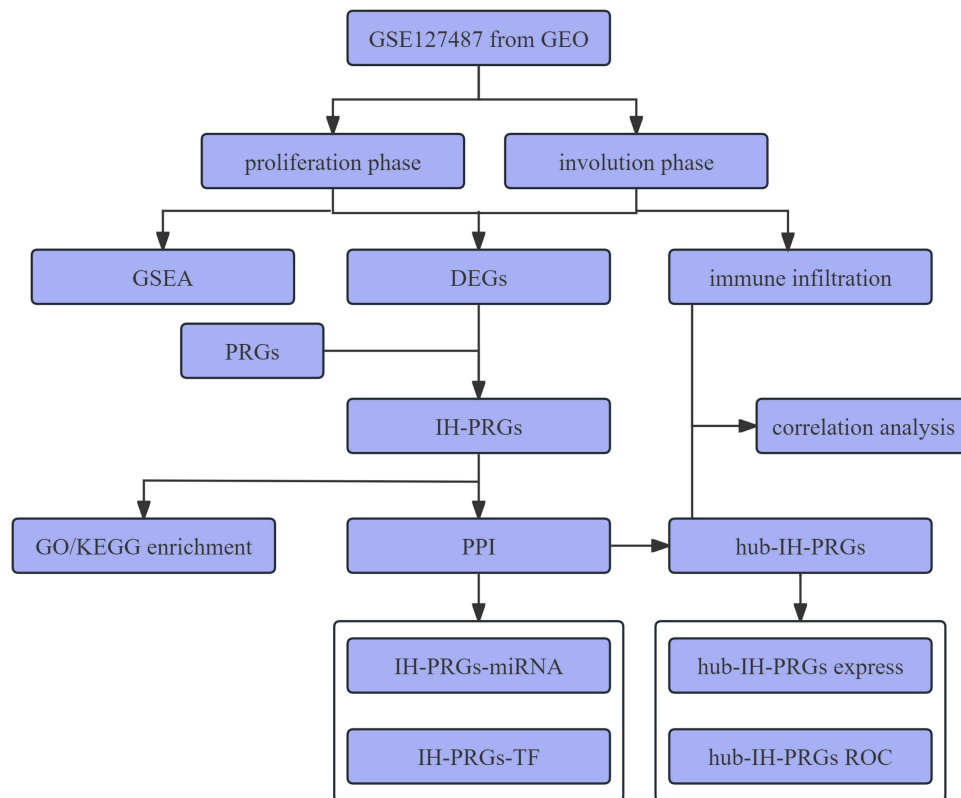 GSE127487 from GEO
proliferation phase
involution phase
GSEA
DEGs
immune infiltration
PRGs
IH-PRGs
correlation analysis
GO/KEGG enrichment
PPI
hub-IH-PRGs
IH-PRGs-miRNA
hub-IH-PRGs express
IH-PRGs-TF
hub-IH-PRGs ROC